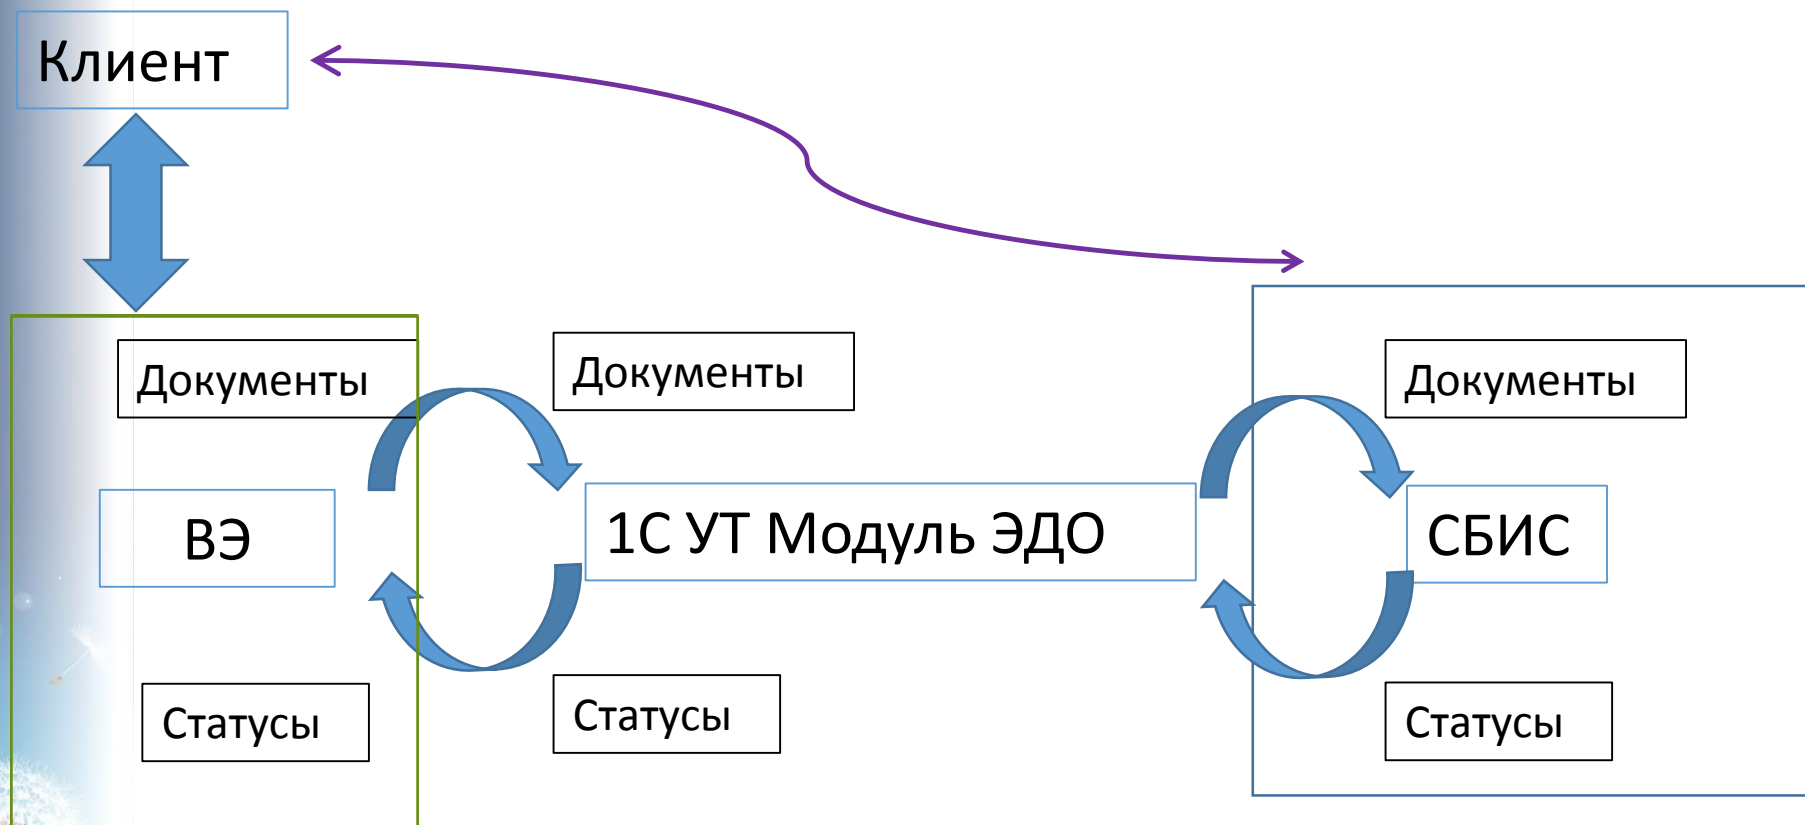 Клиент
Документы
Документы
Документы
ВЭ
1С УТ Модуль ЭДО
СБИС
Статусы
Статусы
Статусы